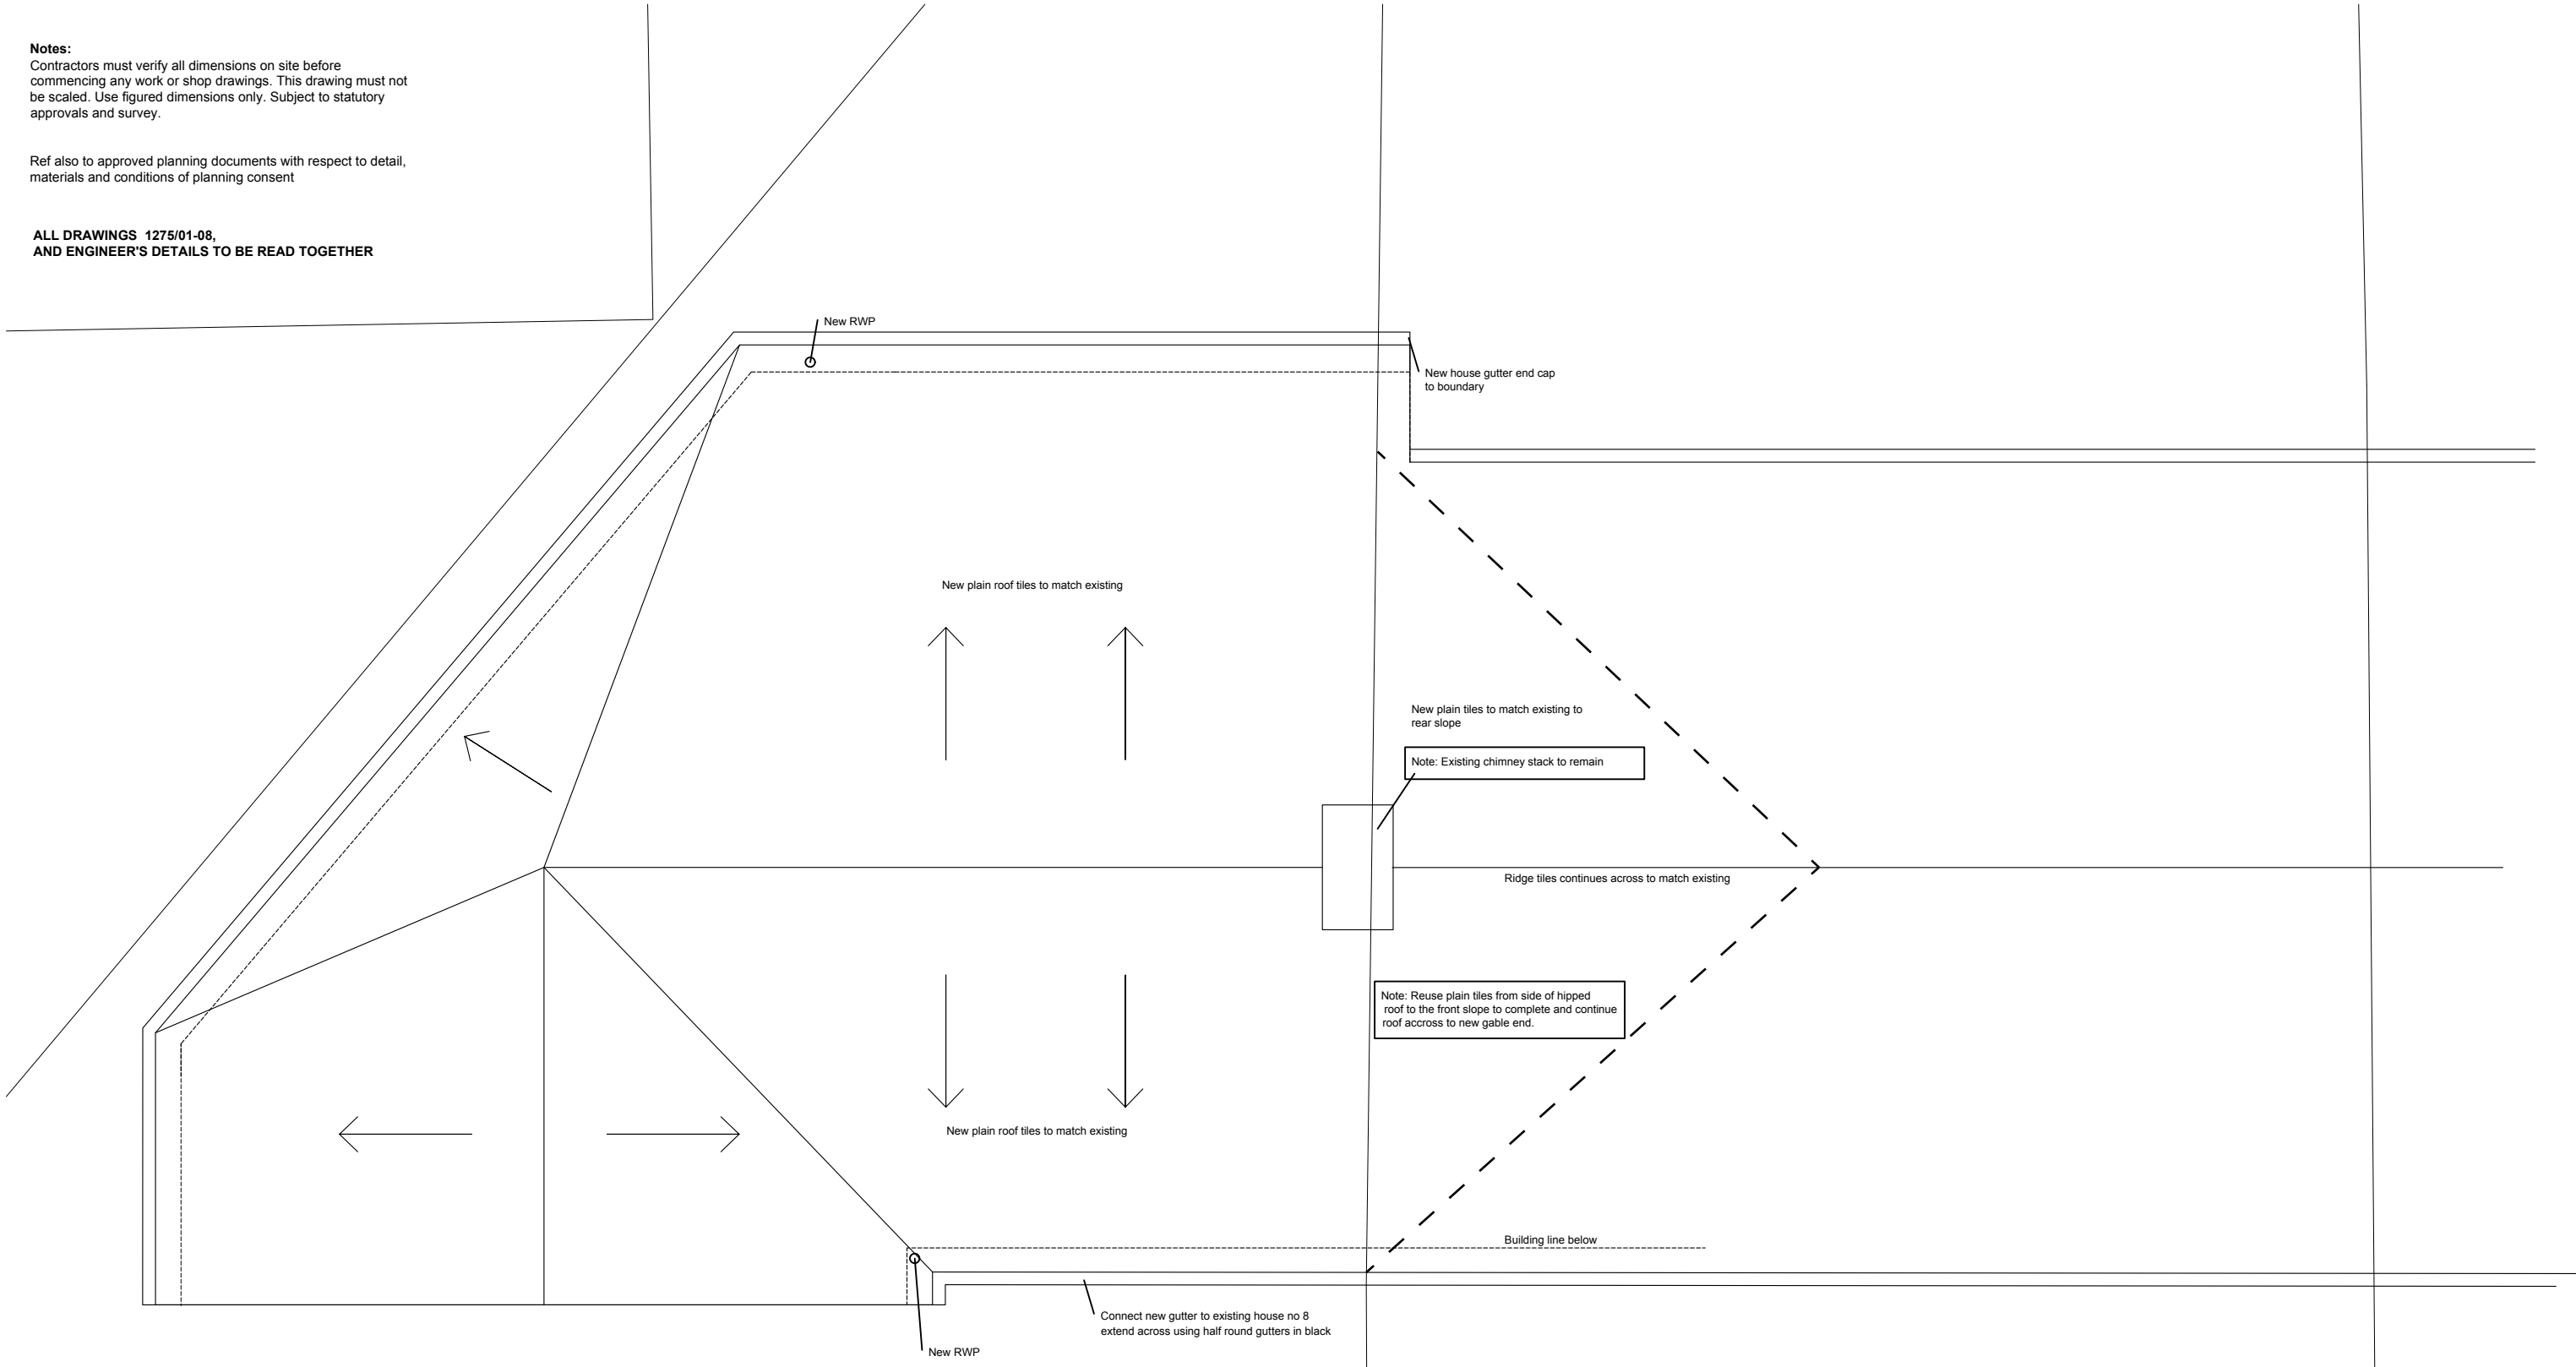 Notes:
Contractors must verify all dimensions on site before
commencing any work or shop drawings. This drawing must not
be scaled. Use figured dimensions only. Subject to statutory
approvals and survey.
Ref also to approved planning documents with respect to detail,
materials and conditions of planning consent
ALL DRAWINGS 1275/01-08,
AND ENGINEER'S DETAILS TO BE READ TOGETHER
New RWP
New house gutter end cap
to boundary
New plain roof tiles to match existing
New plain tiles to match existing to
rear slope
Note: Existing chimney stack to remain
Ridge tiles continues across to match existing
Note: Reuse plain tiles from side of hipped
roof to the front slope to complete and continue
roof accross to new gable end.
New plain roof tiles to match existing
Building line below
Connect new gutter to existing house no 8
extend across using half round gutters in black
New RWP